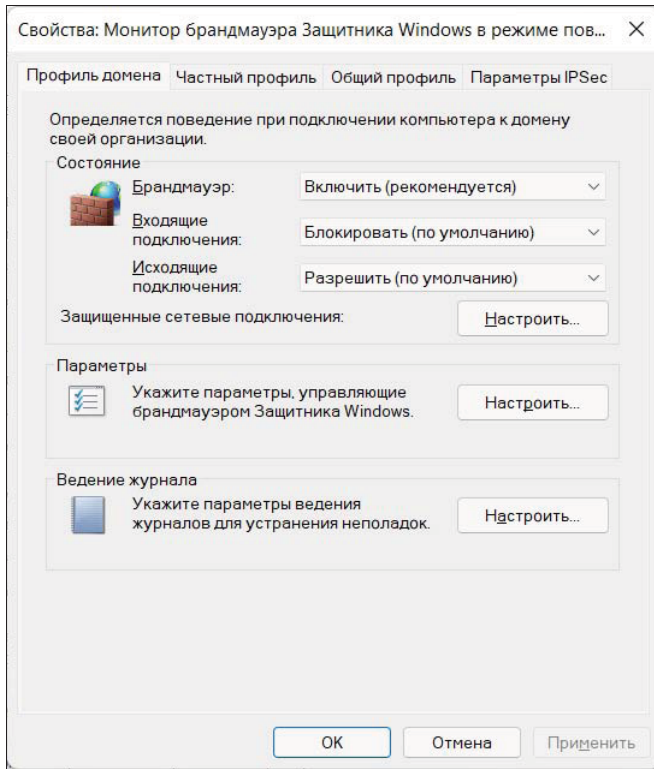 Свойства: Монитор брандмауэра Защитника Windows в режиме пов...
Профиль домена Частный профиль Общий профиль Параметры IPSec
Определяется поведение при подключении компьютера к домену
своей организации.
Состояние
Брандмауэр: Включить (рекомендуется)
Входящие
подключения: Блокировать (по умолчанию)
Исходящие
подключения: Разрешить (по умолчанию)
Защищенные сетевые подключения: Настроить...
Параметры
Укажите параметры, управляющие
брандмауэром Защитника Windows. Настроить...
Ведение журнала
Укажите параметры ведения
журналов для устранения неполадок. Настроить...
ОК Отмена Применить